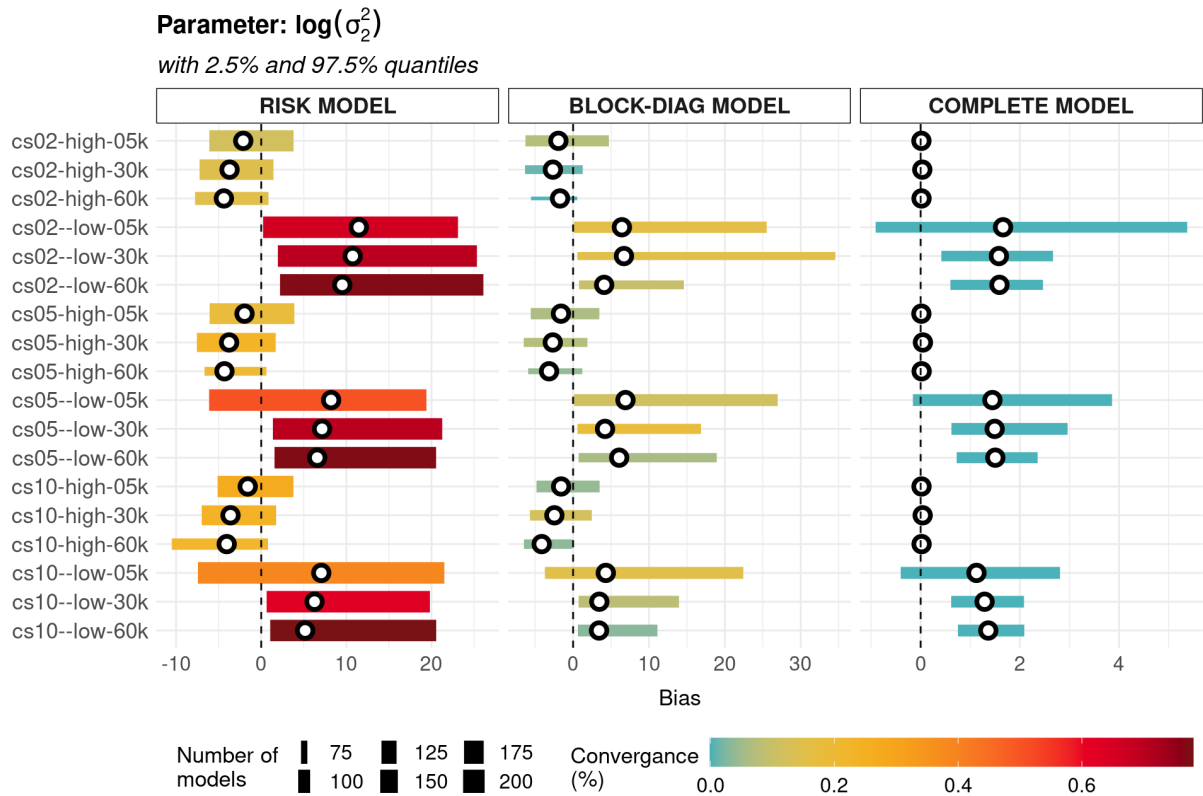 Parameter: log(σ₂²)
with 2.5% and 97.5% quantiles
RISK MODEL BLOCK-DIAG MODEL COMPLETE MODEL
cs02-high-05k
cs02-high-30k
cs02-high-60k
cs02--low-05k
cs02--low-30k
cs02--low-60k
cs05-high-05k
cs05-high-30k
cs05-high-60k
cs05--low-05k
cs05--low-30k
cs05--low-60k
cs10-high-05k
cs10-high-30k
cs10-high-60k
cs10--low-05k
cs10--low-30k
cs10--low-60k
-10 0 10 20 0 10 20 30 0 2 4
Bias
Number of models
75 125 175
100 150 200
Convergance (%)
0.0 0.2 0.4 0.6